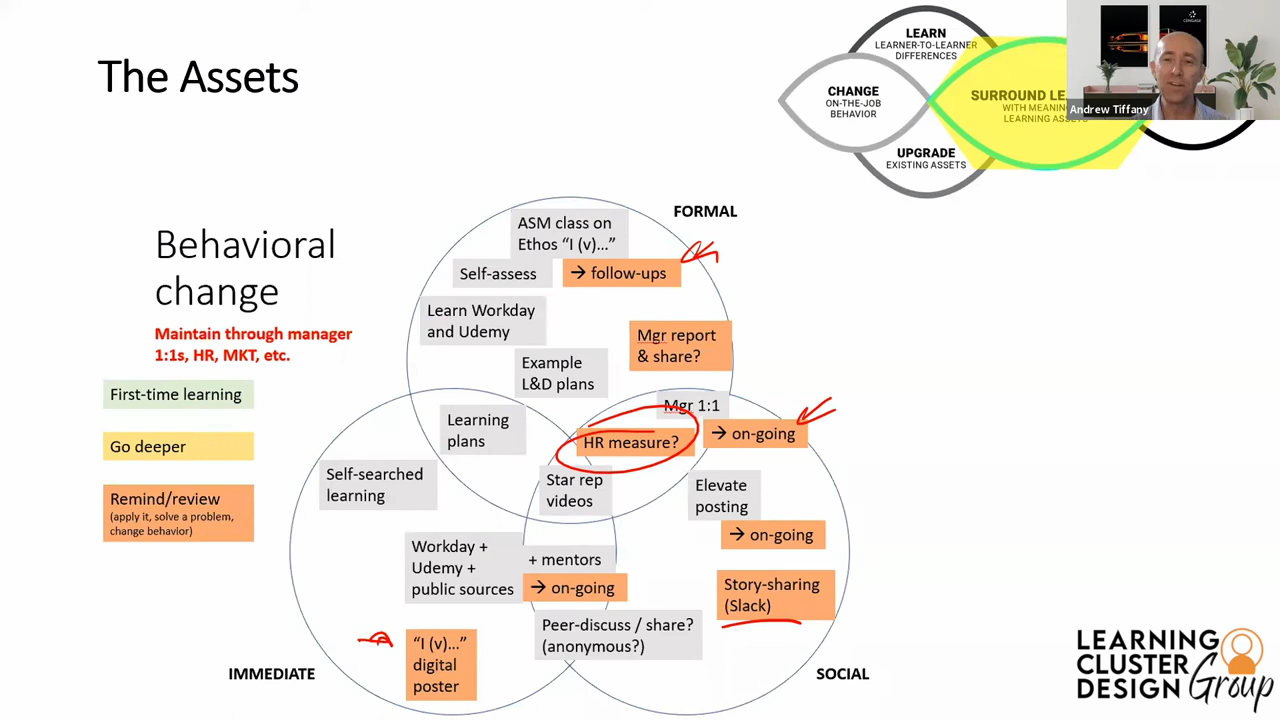 The Assets
LEARN
LEARNER-TO-LEARNER
DIFFERENCES
CHANGE
ON-THE-JOB
BEHAVIOR
SURROUND
WITH
LEARNING
UPGRADE
EXISTING ASSETS
CENGAGE
Andrew Tiffany
Behavioral
change
Maintain through manager
1:1s, HR, MKT, etc.
First-time learning
Go deeper
Remind/review
(apply it, solve a problem,
change behavior)
FORMAL
ASM class on
Ethos “I (v)…”
Self-assess
→ follow-ups
Learn Workday
and Udemy
Mgr report
& share?
Example
L&D plans
Mgr 1:1
→ on-going
Learning
plans
HR measure?
Self-searched
learning
Star rep
videos
Elevate
posting
→ on-going
Workday +
Udemy +
public sources
+ mentors
→ on-going
Story-sharing
(Slack)
Peer-discuss / share?
(anonymous?)
“I (v)…”
digital
poster
IMMEDIATE
SOCIAL
LEARNING
CLUSTER
DESIGN Group